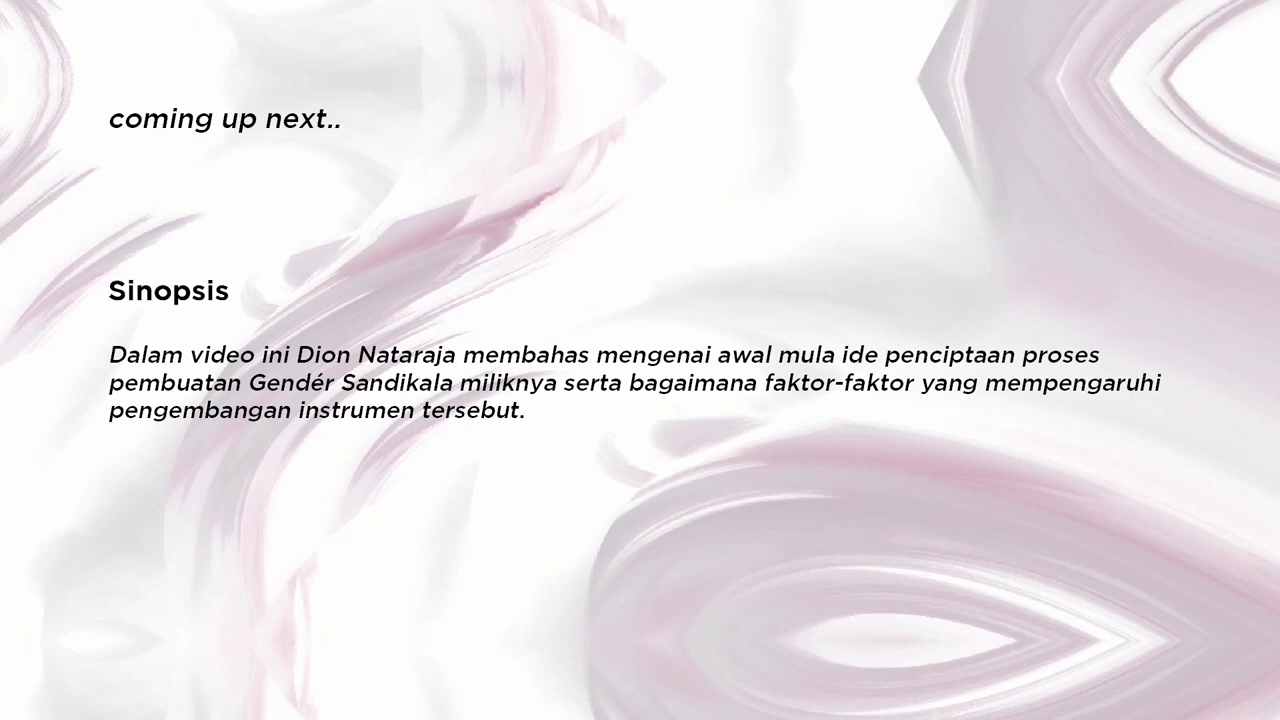 coming up next..
Sinopsis
Dalam video ini Dion Nataraja membahas mengenai awal mula ide penciptaan proses
pembuatan Gendér Sandikala miliknya serta bagaimana faktor-faktor yang mempengaruhi
pengembangan instrumen tersebut.